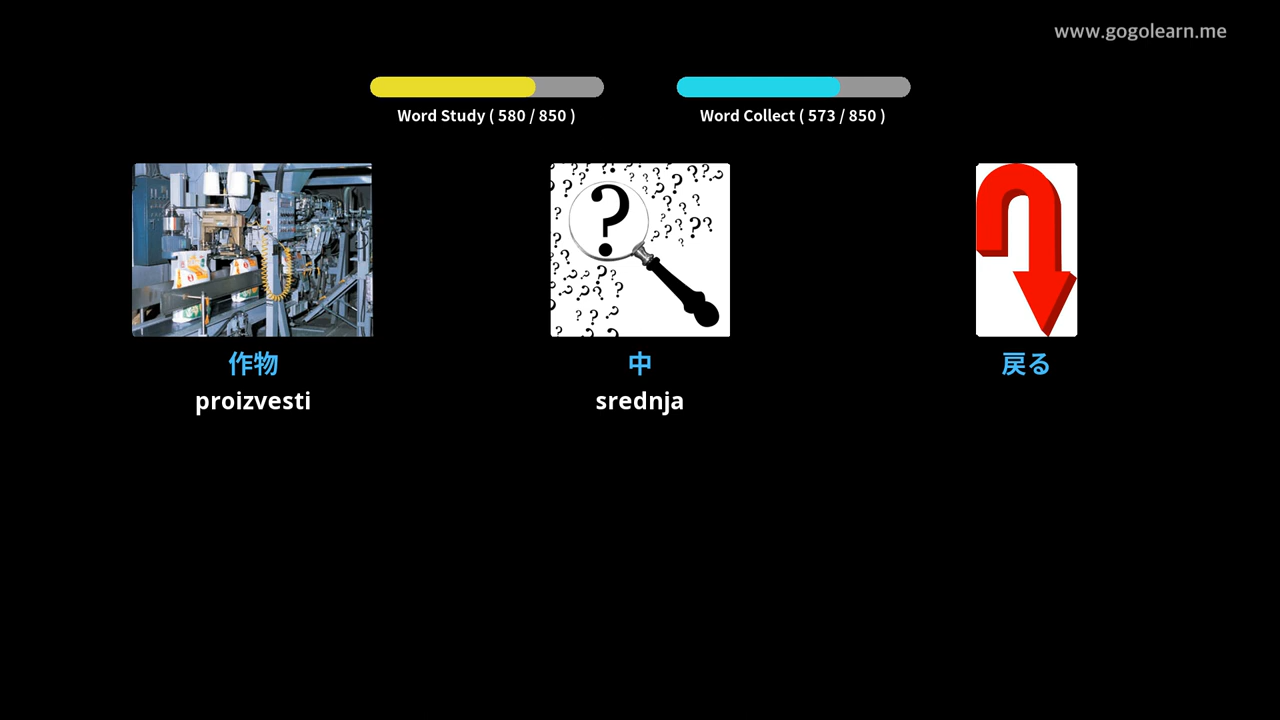 www.gogolearn.me
Word Study ( 580 / 850 )
Word Collect ( 573 / 850 )
作物
中
戻る
proizvesti
srednja